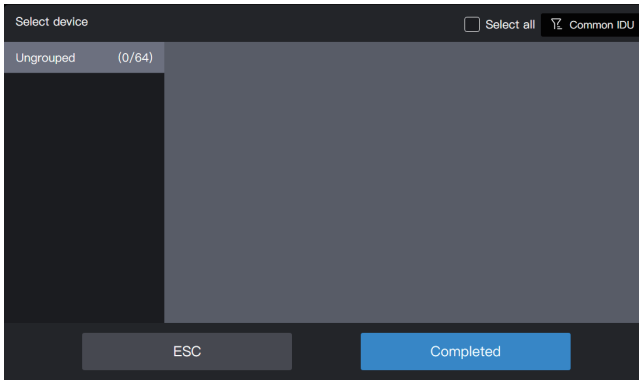 Select device
Select all
Common IDU
Ungrouped (0/64)
ESC
Completed